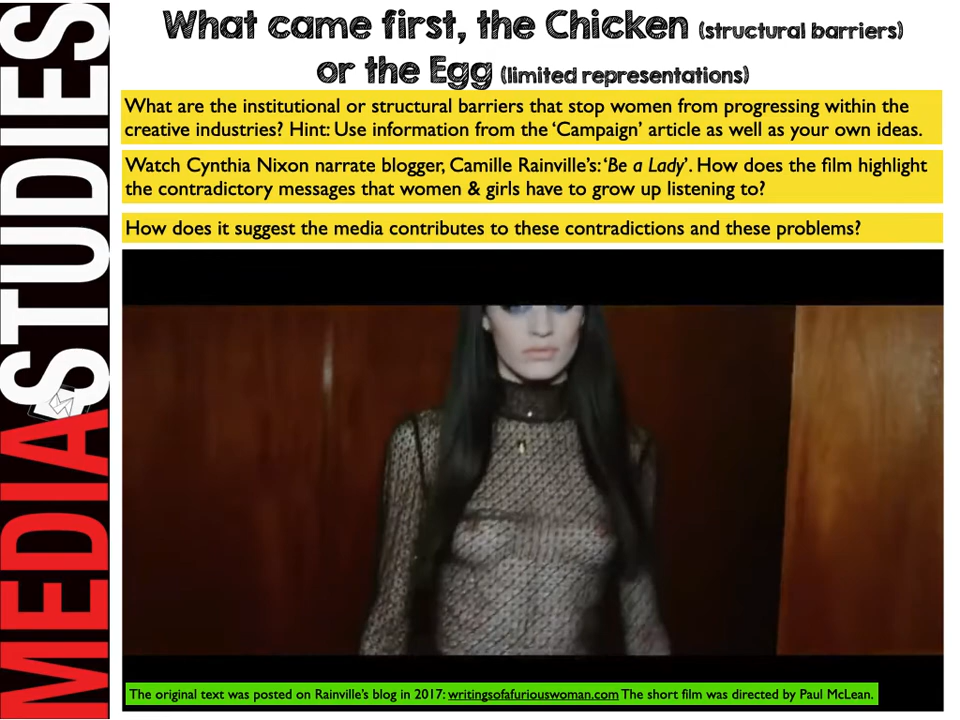 MEDIA STUDIES
What came first, the Chicken (structural barriers)
or the Egg (limited representations)
What are the institutional or structural barriers that stop women from progressing within the
creative industries? Hint: Use information from the ‘Campaign’ article as well as your own ideas.
Watch Cynthia Nixon narrate blogger, Camille Rainville’s: ‘Be a Lady’. How does the film highlight
the contradictory messages that women & girls have to grow up listening to?
How does it suggest the media contributes to these contradictions and these problems?
The original text was posted on Rainville’s blog in 2017: writingsofafuriouswoman.com The short film was directed by Paul McLean.